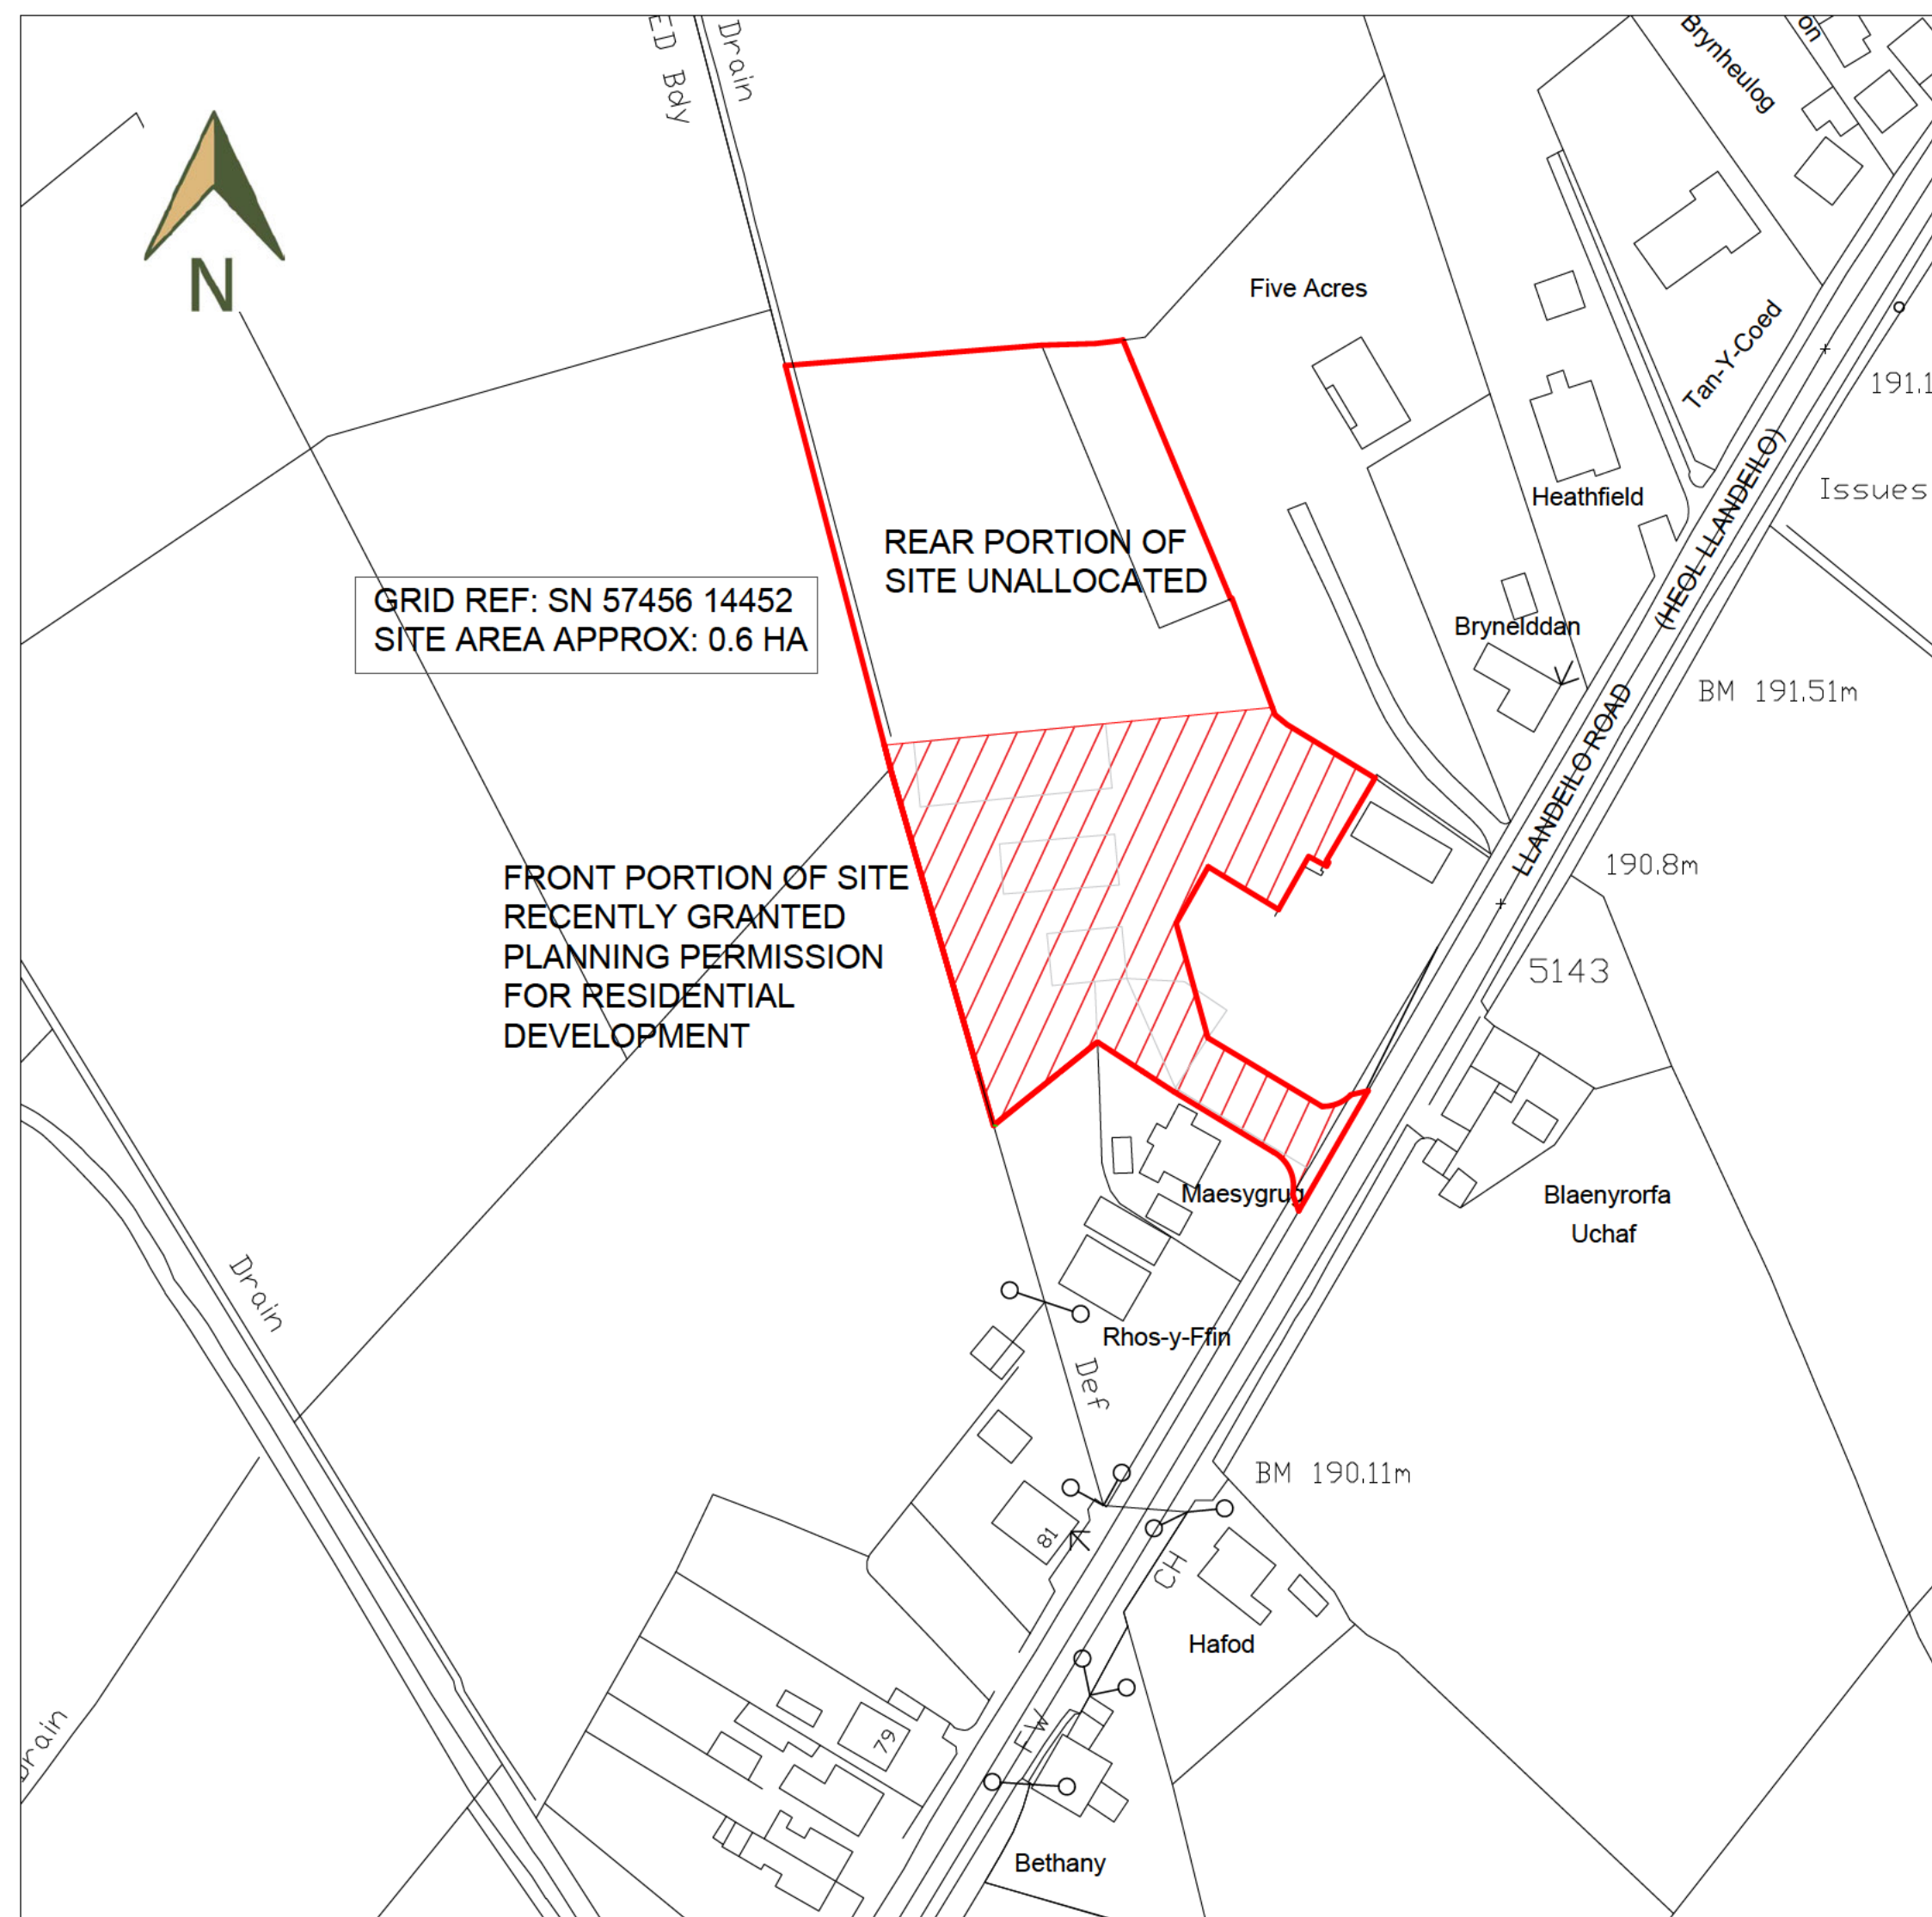 ED Bdy
Drain
Brynheulog
on
N
Five Acres
Tan-Y-Coed
191.1
Issues
Heathfield
(HEOL LLANDEILO)
REAR PORTION OF
SITE UNALLOCATED
GRID REF: SN 57456 14452
SITE AREA APPROX: 0.6 HA
Brynelddan
BM 191.51m
LLANDEILO ROAD
190.8m
FRONT PORTION OF SITE
RECENTLY GRANTED
PLANNING PERMISSION
FOR RESIDENTIAL
DEVELOPMENT
5143
Maesygrug
Blaenyrorfa
Uchaf
Drain
Rhos-y-Ffin
Def
BM 190.11m
81
CH
Hafod
79
FW
Drain
Bethany